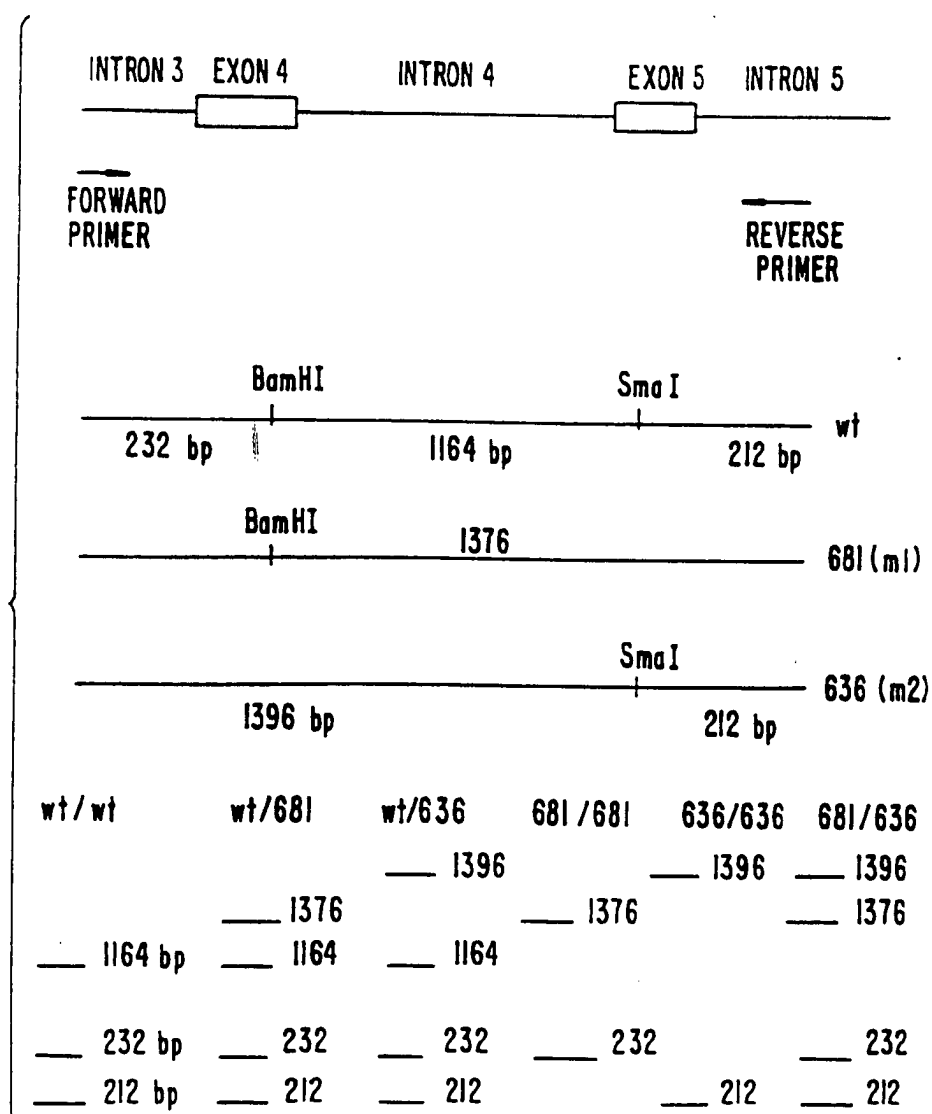 INTRON 3 EXON 4 INTRON 4 EXON 5 INTRON 5
FORWARD
PRIMER
REVERSE
PRIMER
BamHI SmaI
wt
232 bp 1164 bp 212 bp
BamHI
1376
681 (m1)
SmaI
636 (m2)
1396 bp 212 bp
wt/wt wt/681 wt/636 681/681 636/636 681/636
1396 1396 1396
1376 1376 1376
1164 bp 1164 1164
232 bp 232 232 232 232
212 bp 212 212 212 212